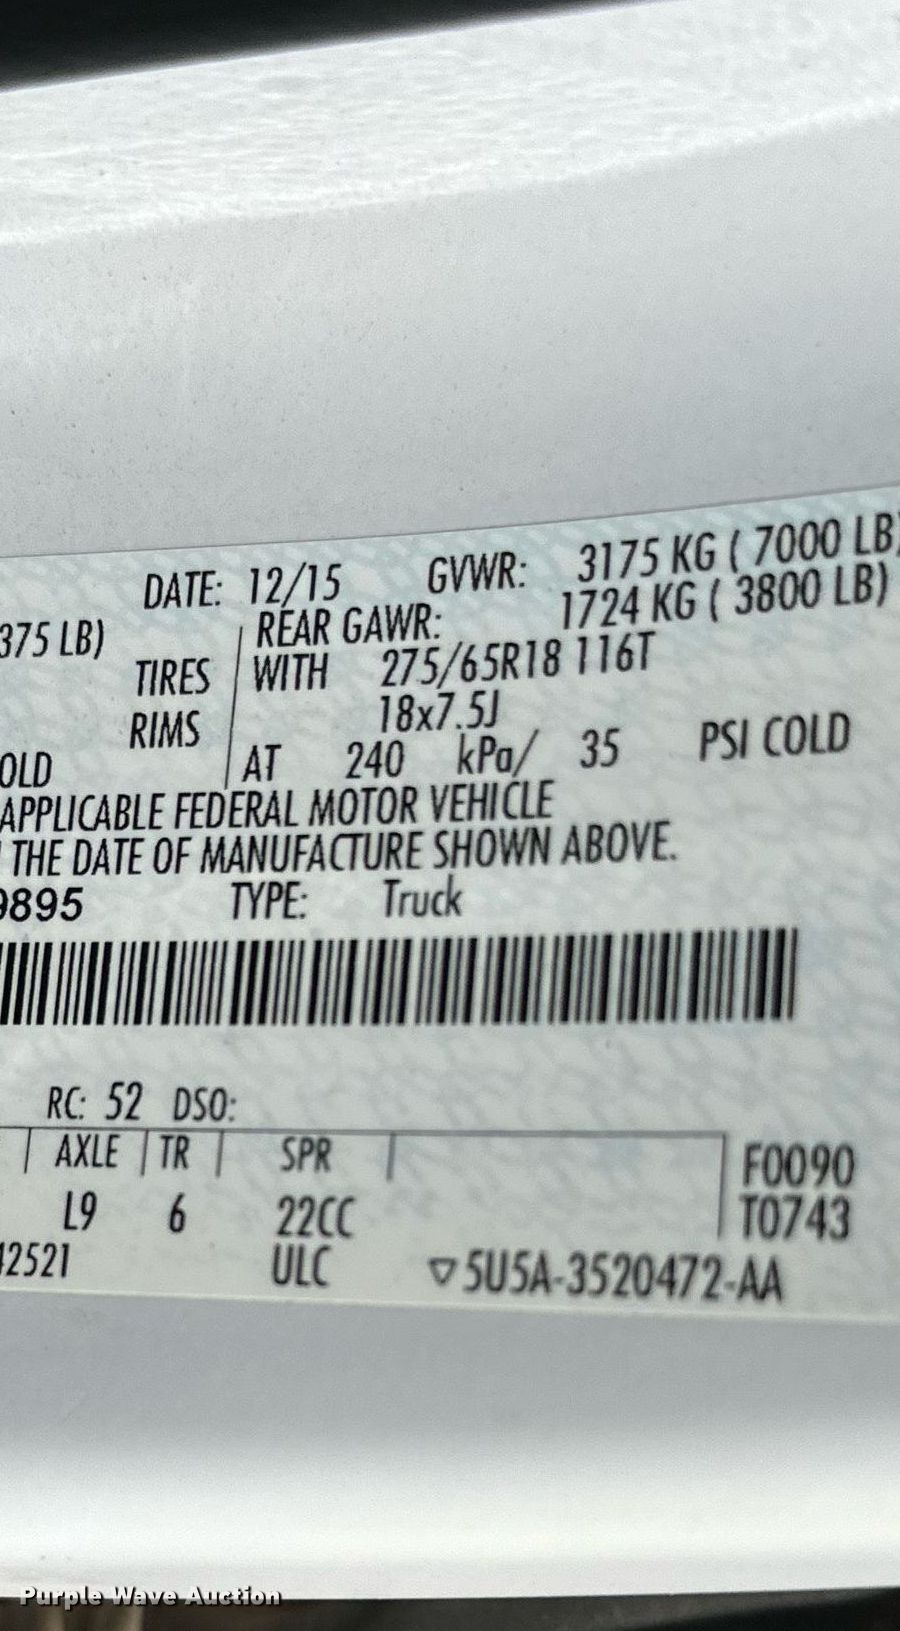 DATE: 12/15 GVWR: 3175 KG ( 7000 LB)
375 LB) REAR GAWR: 1724 KG ( 3800 LB)
TIRES WITH 275/65R18 116T
RIMS 18x7.5J
OLD AT 240 kPa/ 35 PSI COLD
APPLICABLE FEDERAL MOTOR VEHICLE
THE DATE OF MANUFACTURE SHOWN ABOVE.
9895 TYPE: Truck
RC: 52 DSO:
AXLE TR SPR F0090
L9 6 22CC T0743
2521 ULC ▽5U5A-3520472-AA
Purple Wave Auction